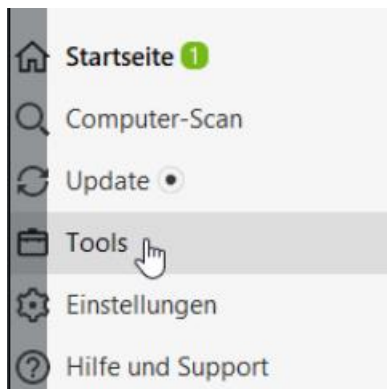 Startseite 1
Computer-Scan
Update
Tools
Einstellungen
Hilfe und Support